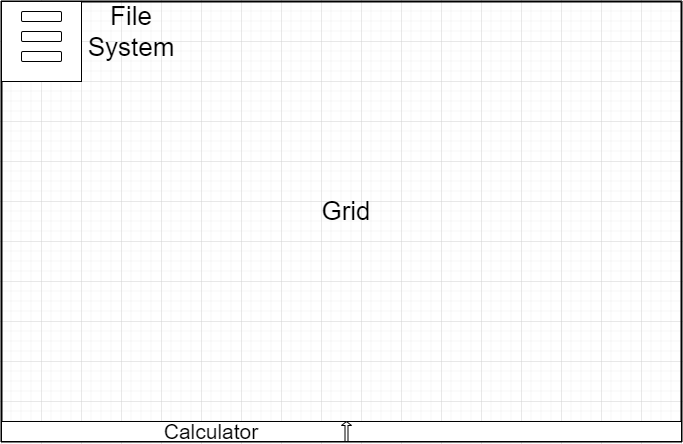 File
System
Grid
Calculator